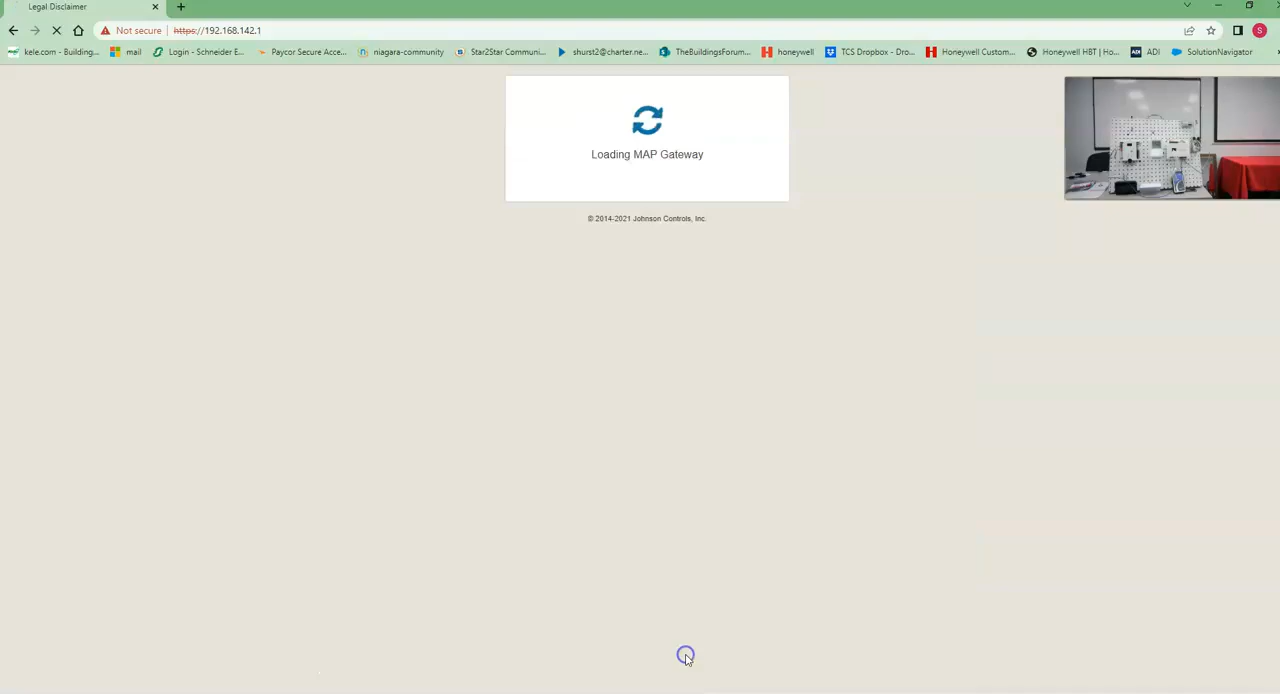 Legal Disclaimer
Not secure https://192.168.142.1
kele.com - Building... mail Login - Schneider E... Paycor Secure Acce... niagara-community Star2Star Communi... shurst2@charter.ne... TheBuildingsForum... honeywell TCS Dropbox - Dro... Honeywell Custom... Honeywell HBT | Ho... ADI SolutionNavigator
Loading MAP Gateway
© 2014-2021 Johnson Controls, Inc.
S